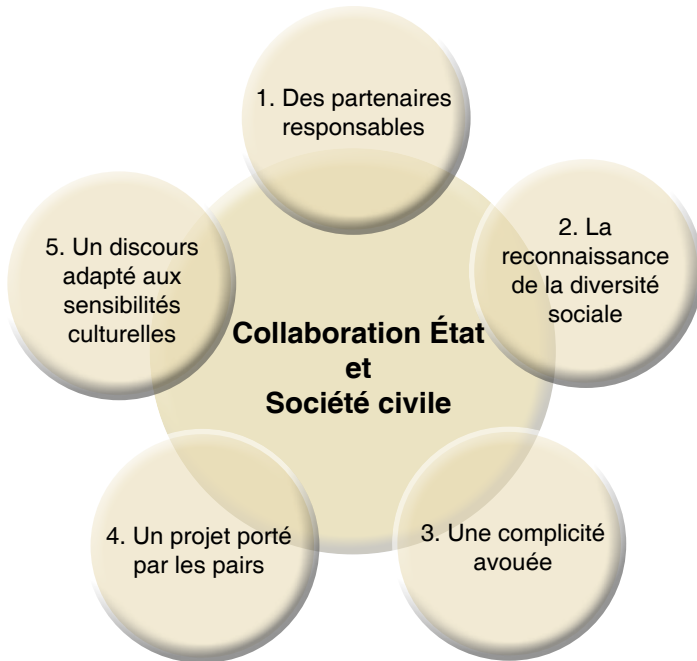 1. Des partenaires
responsables
2. La
reconnaissance
de la diversité
sociale
3. Une complicité
avouée
4. Un projet porté
par les pairs
5. Un discours
adapté aux
sensibilités
culturelles
Collaboration État
et
Société civile